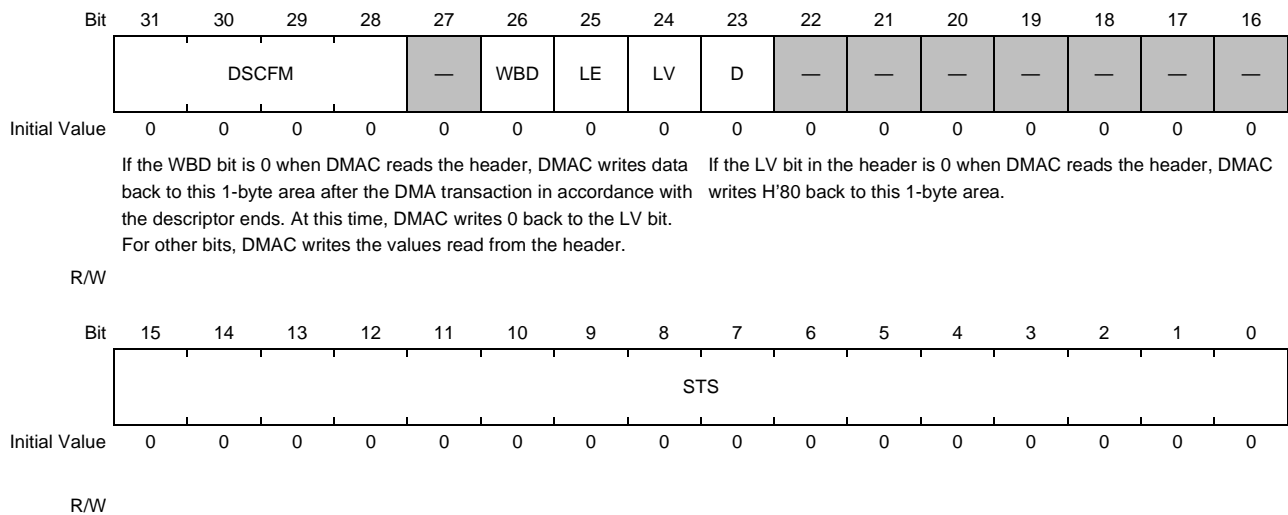 Bit 31 30 29 28 27 26 25 24 23 22 21 20 19 18 17 16
DSCFM — WBD LE LV D — — — — — — —
Initial Value 0 0 0 0 0 0 0 0 0 0 0 0 0 0 0 0
If the WBD bit is 0 when DMAC reads the header, DMAC writes data
back to this 1-byte area after the DMA transaction in accordance with
the descriptor ends. At this time, DMAC writes 0 back to the LV bit.
For other bits, DMAC writes the values read from the header.
If the LV bit in the header is 0 when DMAC reads the header, DMAC
writes H'80 back to this 1-byte area.
R/W
Bit 15 14 13 12 11 10 9 8 7 6 5 4 3 2 1 0
STS
Initial Value 0 0 0 0 0 0 0 0 0 0 0 0 0 0 0 0
R/W